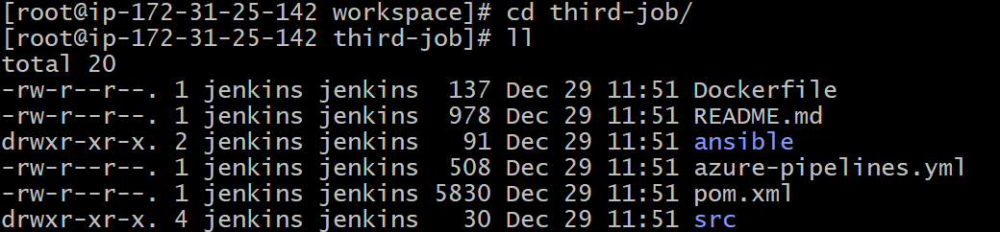 [root@ip-172-31-25-142 workspace]# cd third-job/
[root@ip-172-31-25-142 third-job]# ll
total 20
-rw-r--r--. 1 jenkins jenkins  137 Dec 29 11:51 Dockerfile
-rw-r--r--. 1 jenkins jenkins  978 Dec 29 11:51 README.md
drwxr-xr-x. 2 jenkins jenkins   91 Dec 29 11:51 ansible
-rw-r--r--. 1 jenkins jenkins  508 Dec 29 11:51 azure-pipelines.yml
-rw-r--r--. 1 jenkins jenkins 5830 Dec 29 11:51 pom.xml
drwxr-xr-x. 4 jenkins jenkins   30 Dec 29 11:51 src